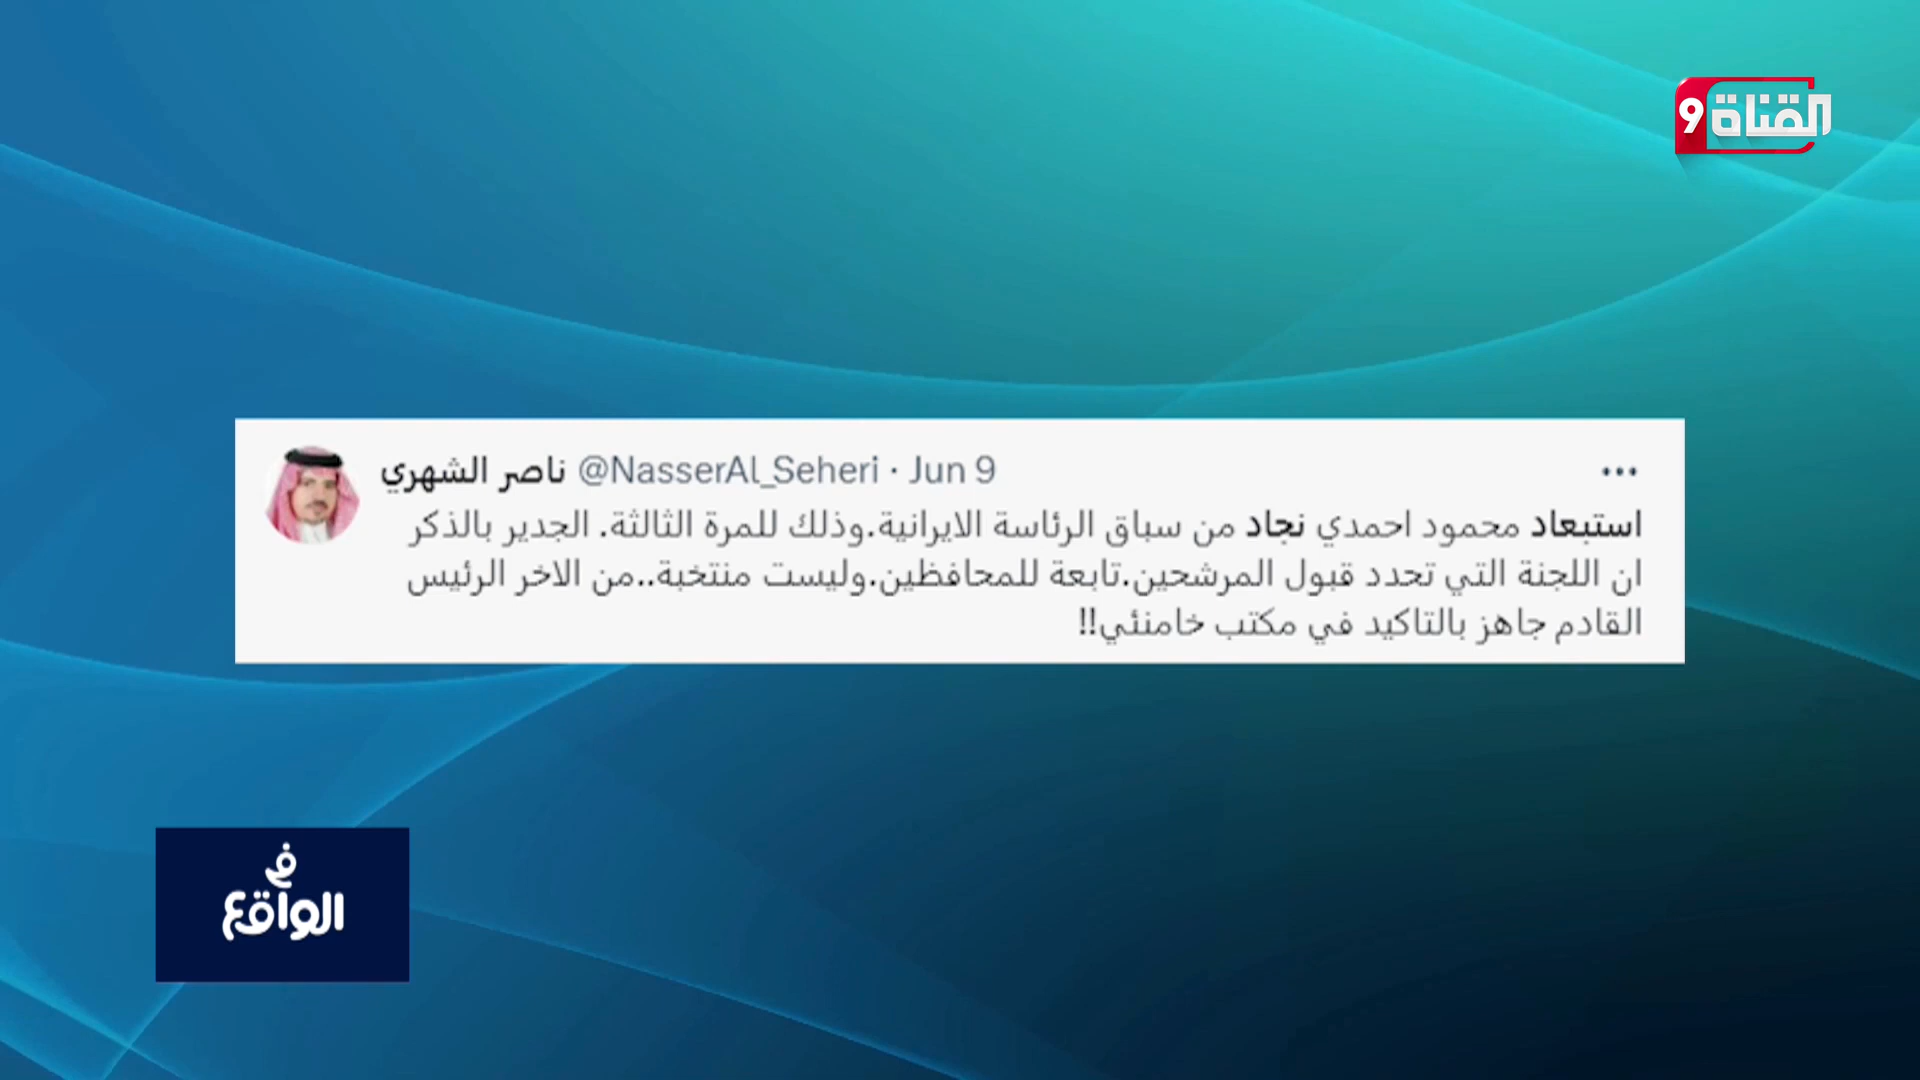 القناة 9
ناصر الشهري @NasserAl_Seheri · Jun 9
استبعاد محمود احمدي نجاد من سباق الرئاسة الايرانية.وذلك للمرة الثالثة. الجدير بالذكر
ان اللجنة التي تحدد قبول المرشحين.تابعة للمحافظين.وليست منتخبة..من الاخر الرئيس
القادم جاهز بالتاكيد في مكتب خامنئي!!
في
الواقع